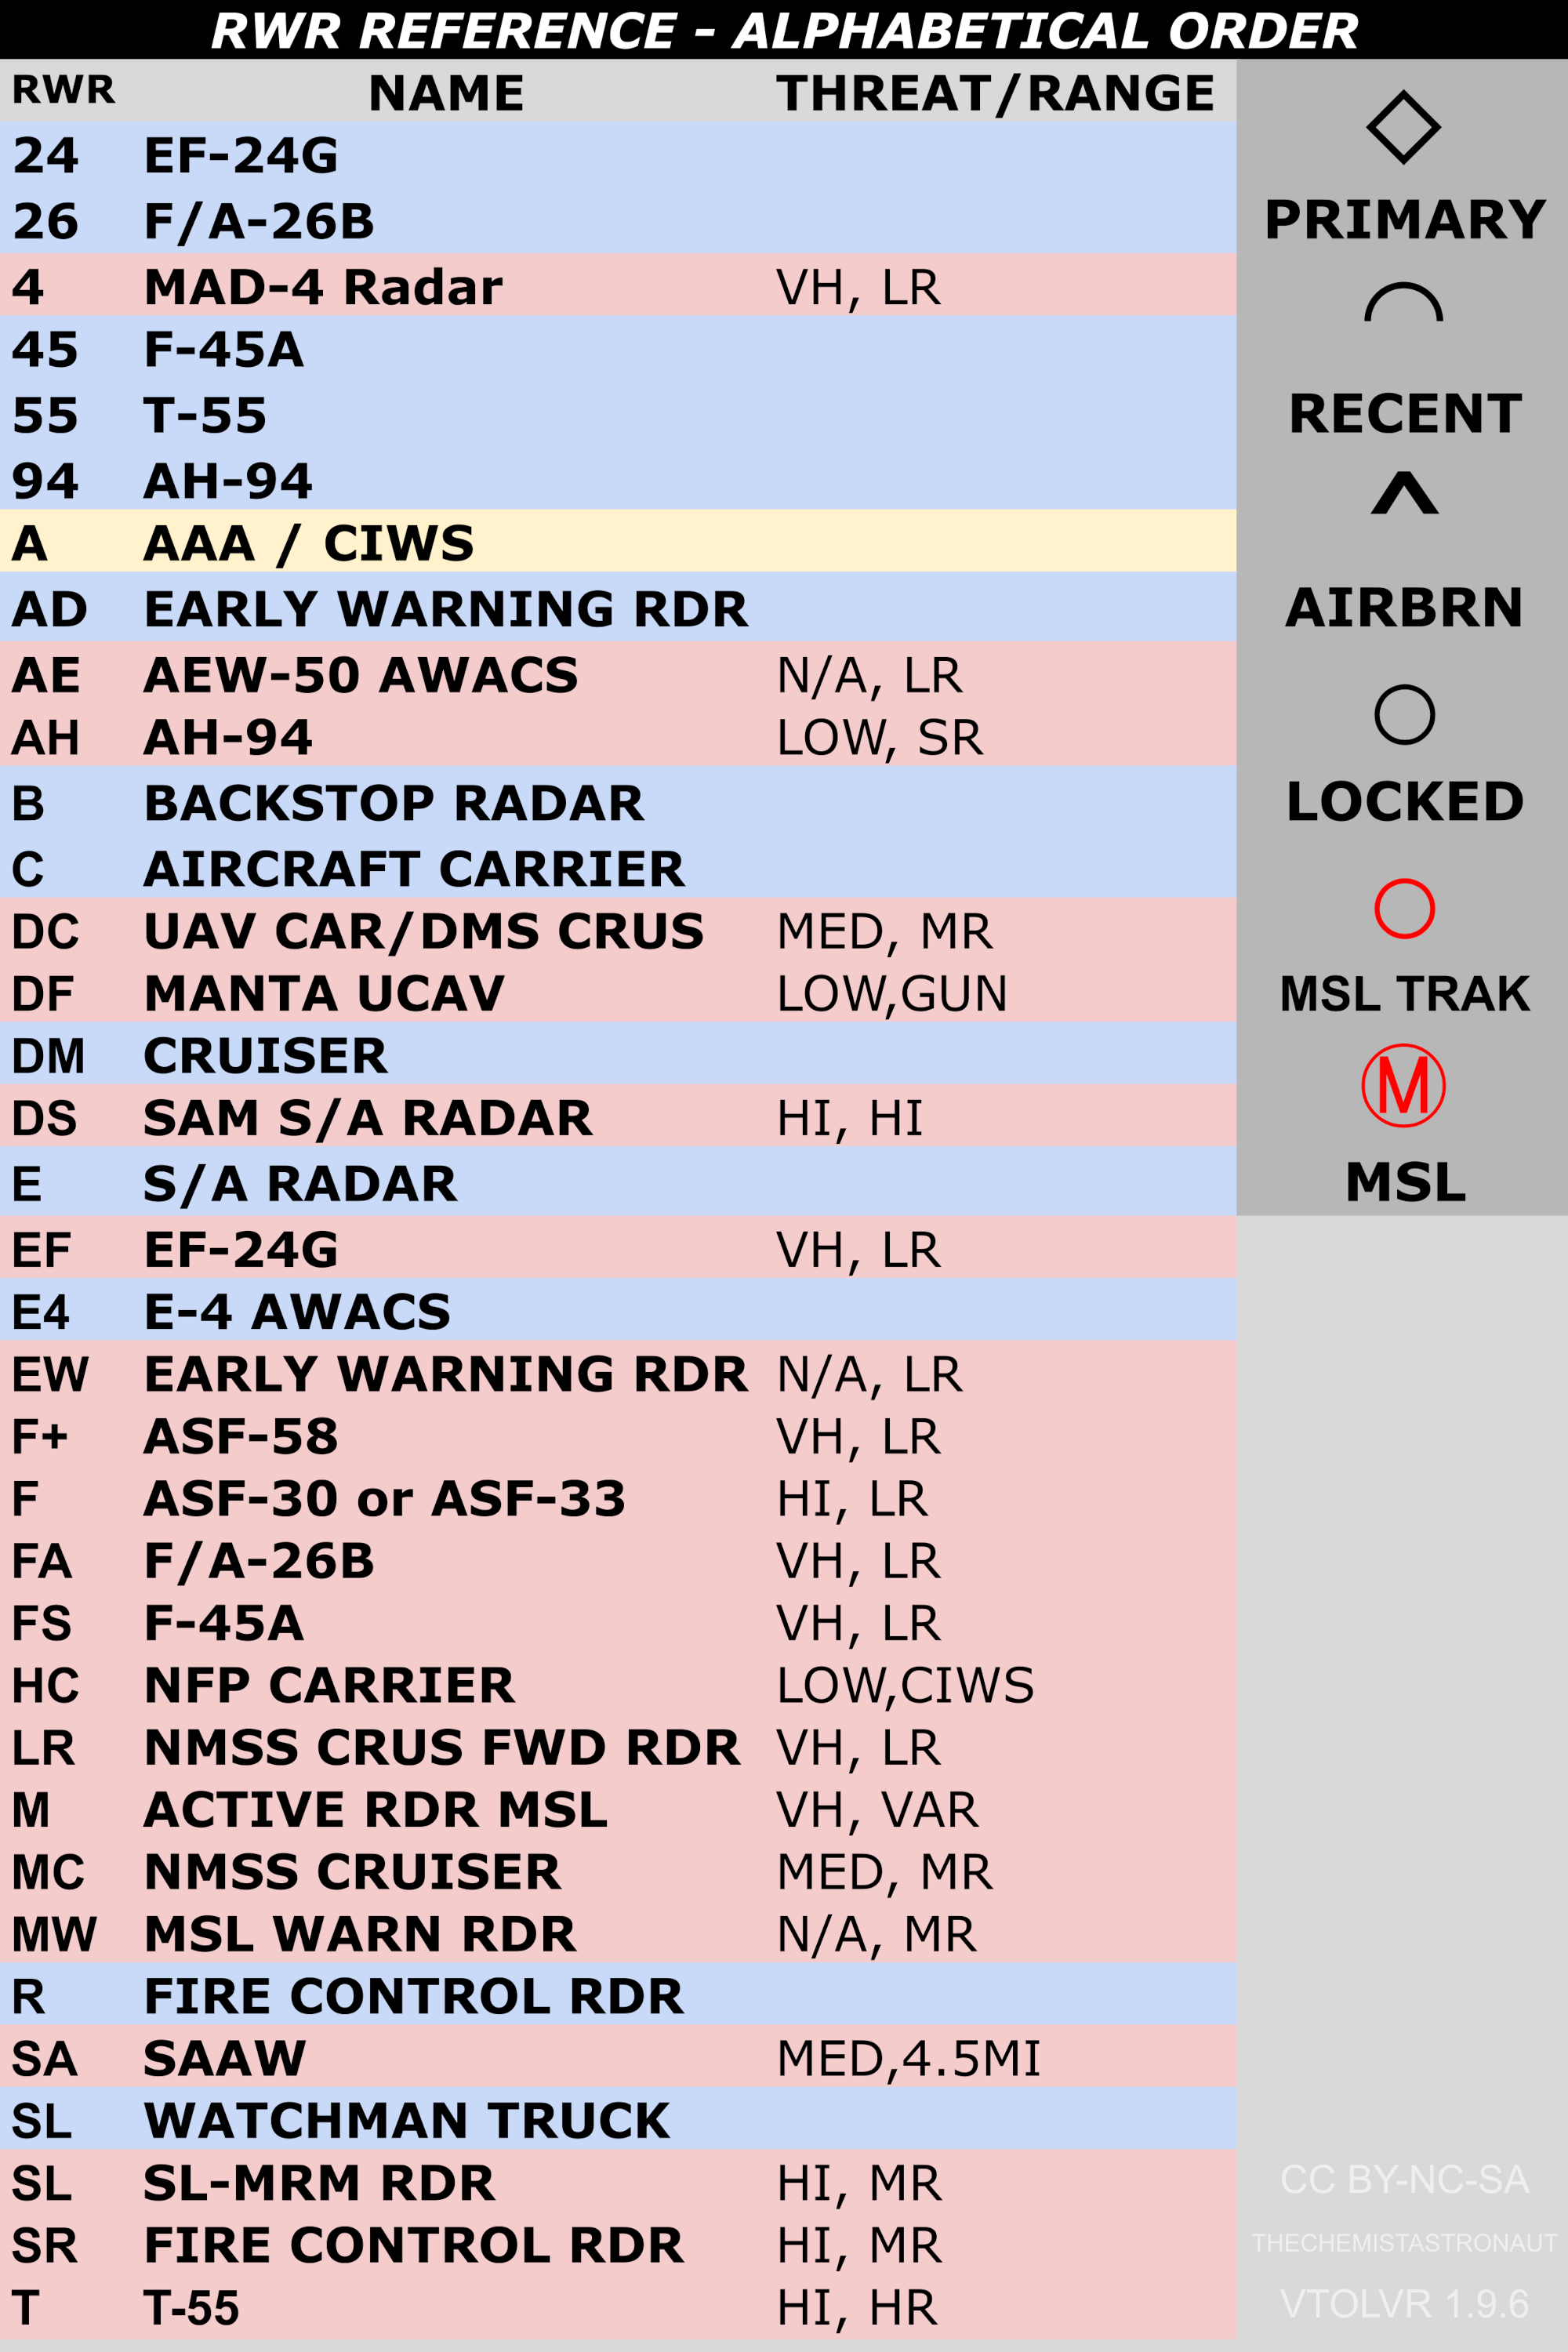 RWR REFERENCE - ALPHABETICAL ORDER
RWR NAME THREAT/RANGE
24 EF-24G
26 F/A-26B
4 MAD-4 Radar VH, LR
45 F-45A
55 T-55
94 AH-94
A AAA / CIWS
AD EARLY WARNING RDR
AE AEW-50 AWACS N/A, LR
AH AH-94 LOW, SR
B BACKSTOP RADAR
C AIRCRAFT CARRIER
DC UAV CAR/DMS CRUS MED, MR
DF MANTA UCAV LOW,GUN
DM CRUISER
DS SAM S/A RADAR HI, HI
E S/A RADAR
EF EF-24G VH, LR
E4 E-4 AWACS
EW EARLY WARNING RDR N/A, LR
F+ ASF-58 VH, LR
F ASF-30 or ASF-33 HI, LR
FA F/A-26B VH, LR
FS F-45A VH, LR
HC NFP CARRIER LOW,CIWS
LR NMSS CRUS FWD RDR VH, LR
M ACTIVE RDR MSL VH, VAR
MC NMSS CRUISER MED, MR
MW MSL WARN RDR N/A, MR
R FIRE CONTROL RDR
SA SAAW MED,4.5MI
SL WATCHMAN TRUCK
SL SL-MRM RDR HI, MR
SR FIRE CONTROL RDR HI, MR
T T-55 HI, HR
PRIMARY
RECENT
AIRBRN
LOCKED
MSL TRAK
M
MSL
CC BY-NC-SA
THECHEMISTASTRONAUT
VTOLVR 1.9.6